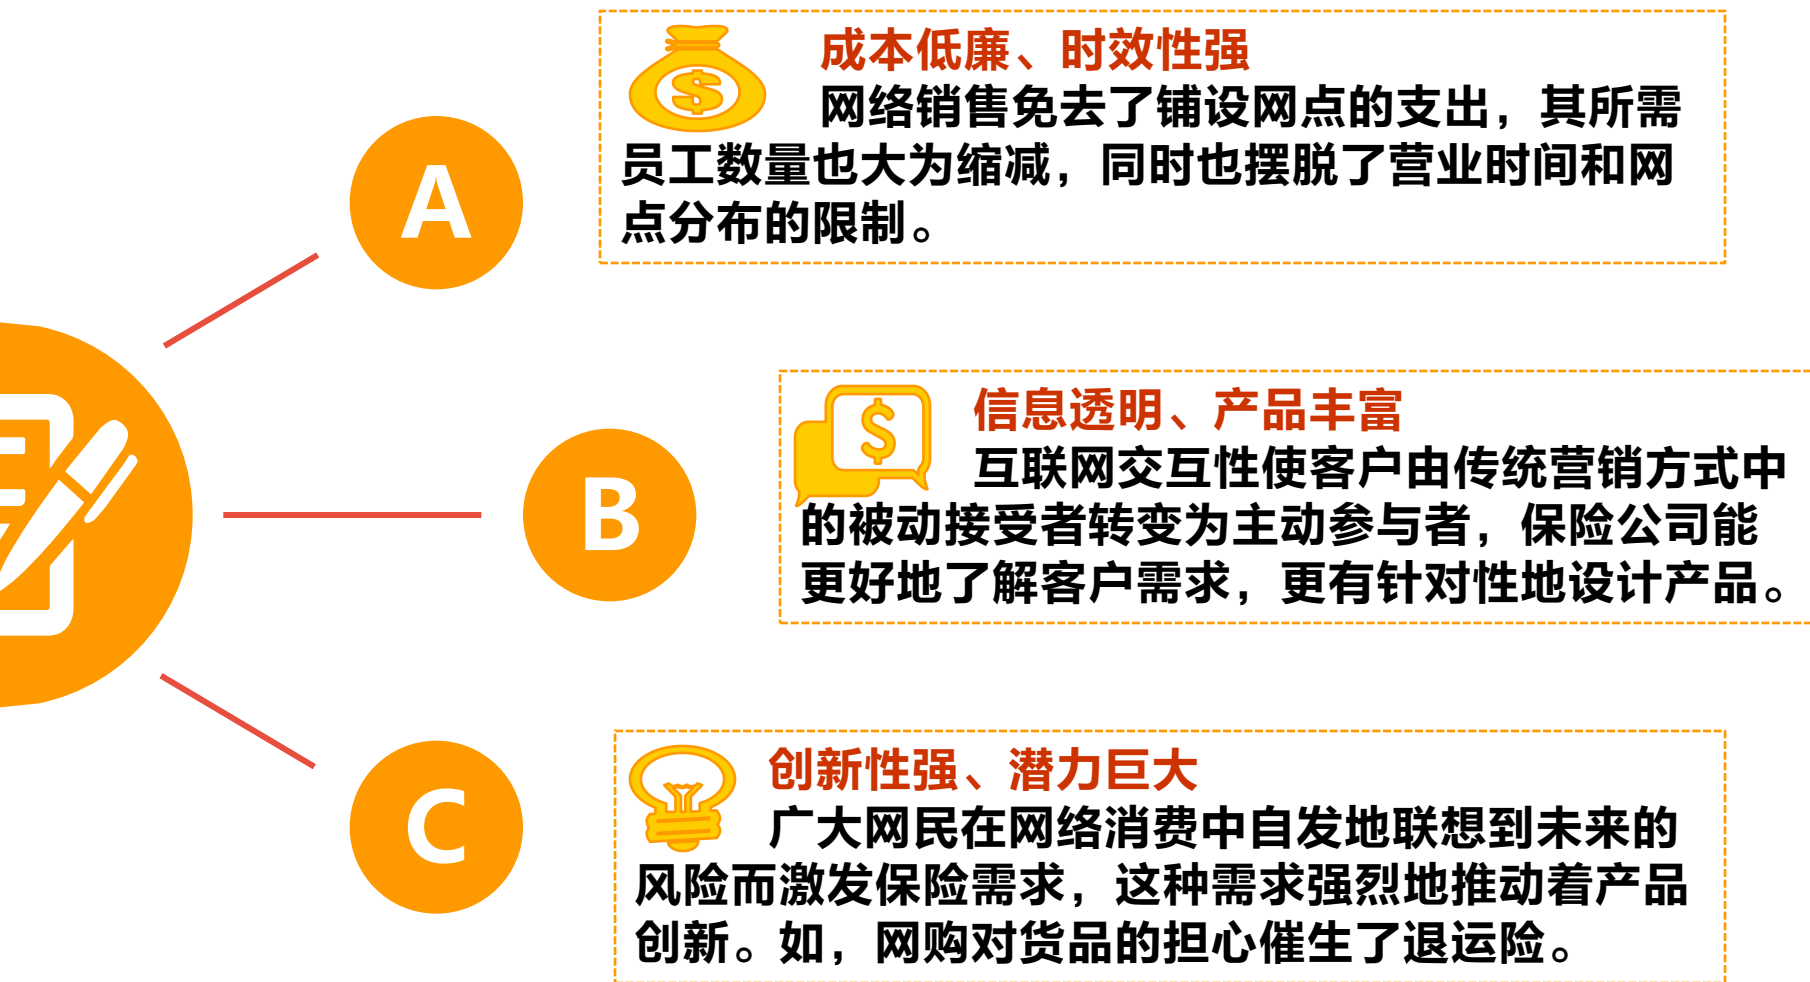 A
成本低廉、时效性强
网络销售免去了铺设网点的支出，其所需
员工数量也大为缩减，同时也摆脱了营业时间和网
点分布的限制。
B
信息透明、产品丰富
互联网交互性使客户由传统营销方式中
的被动接受者转变为主动参与者，保险公司能
更好地了解客户需求，更有针对性地设计产品。
C
创新性强、潜力巨大
广大网民在网络消费中自发地联想到未来的
风险而激发保险需求，这种需求强烈地推动着产品
创新。如，网购对货品的担心催生了退运险。